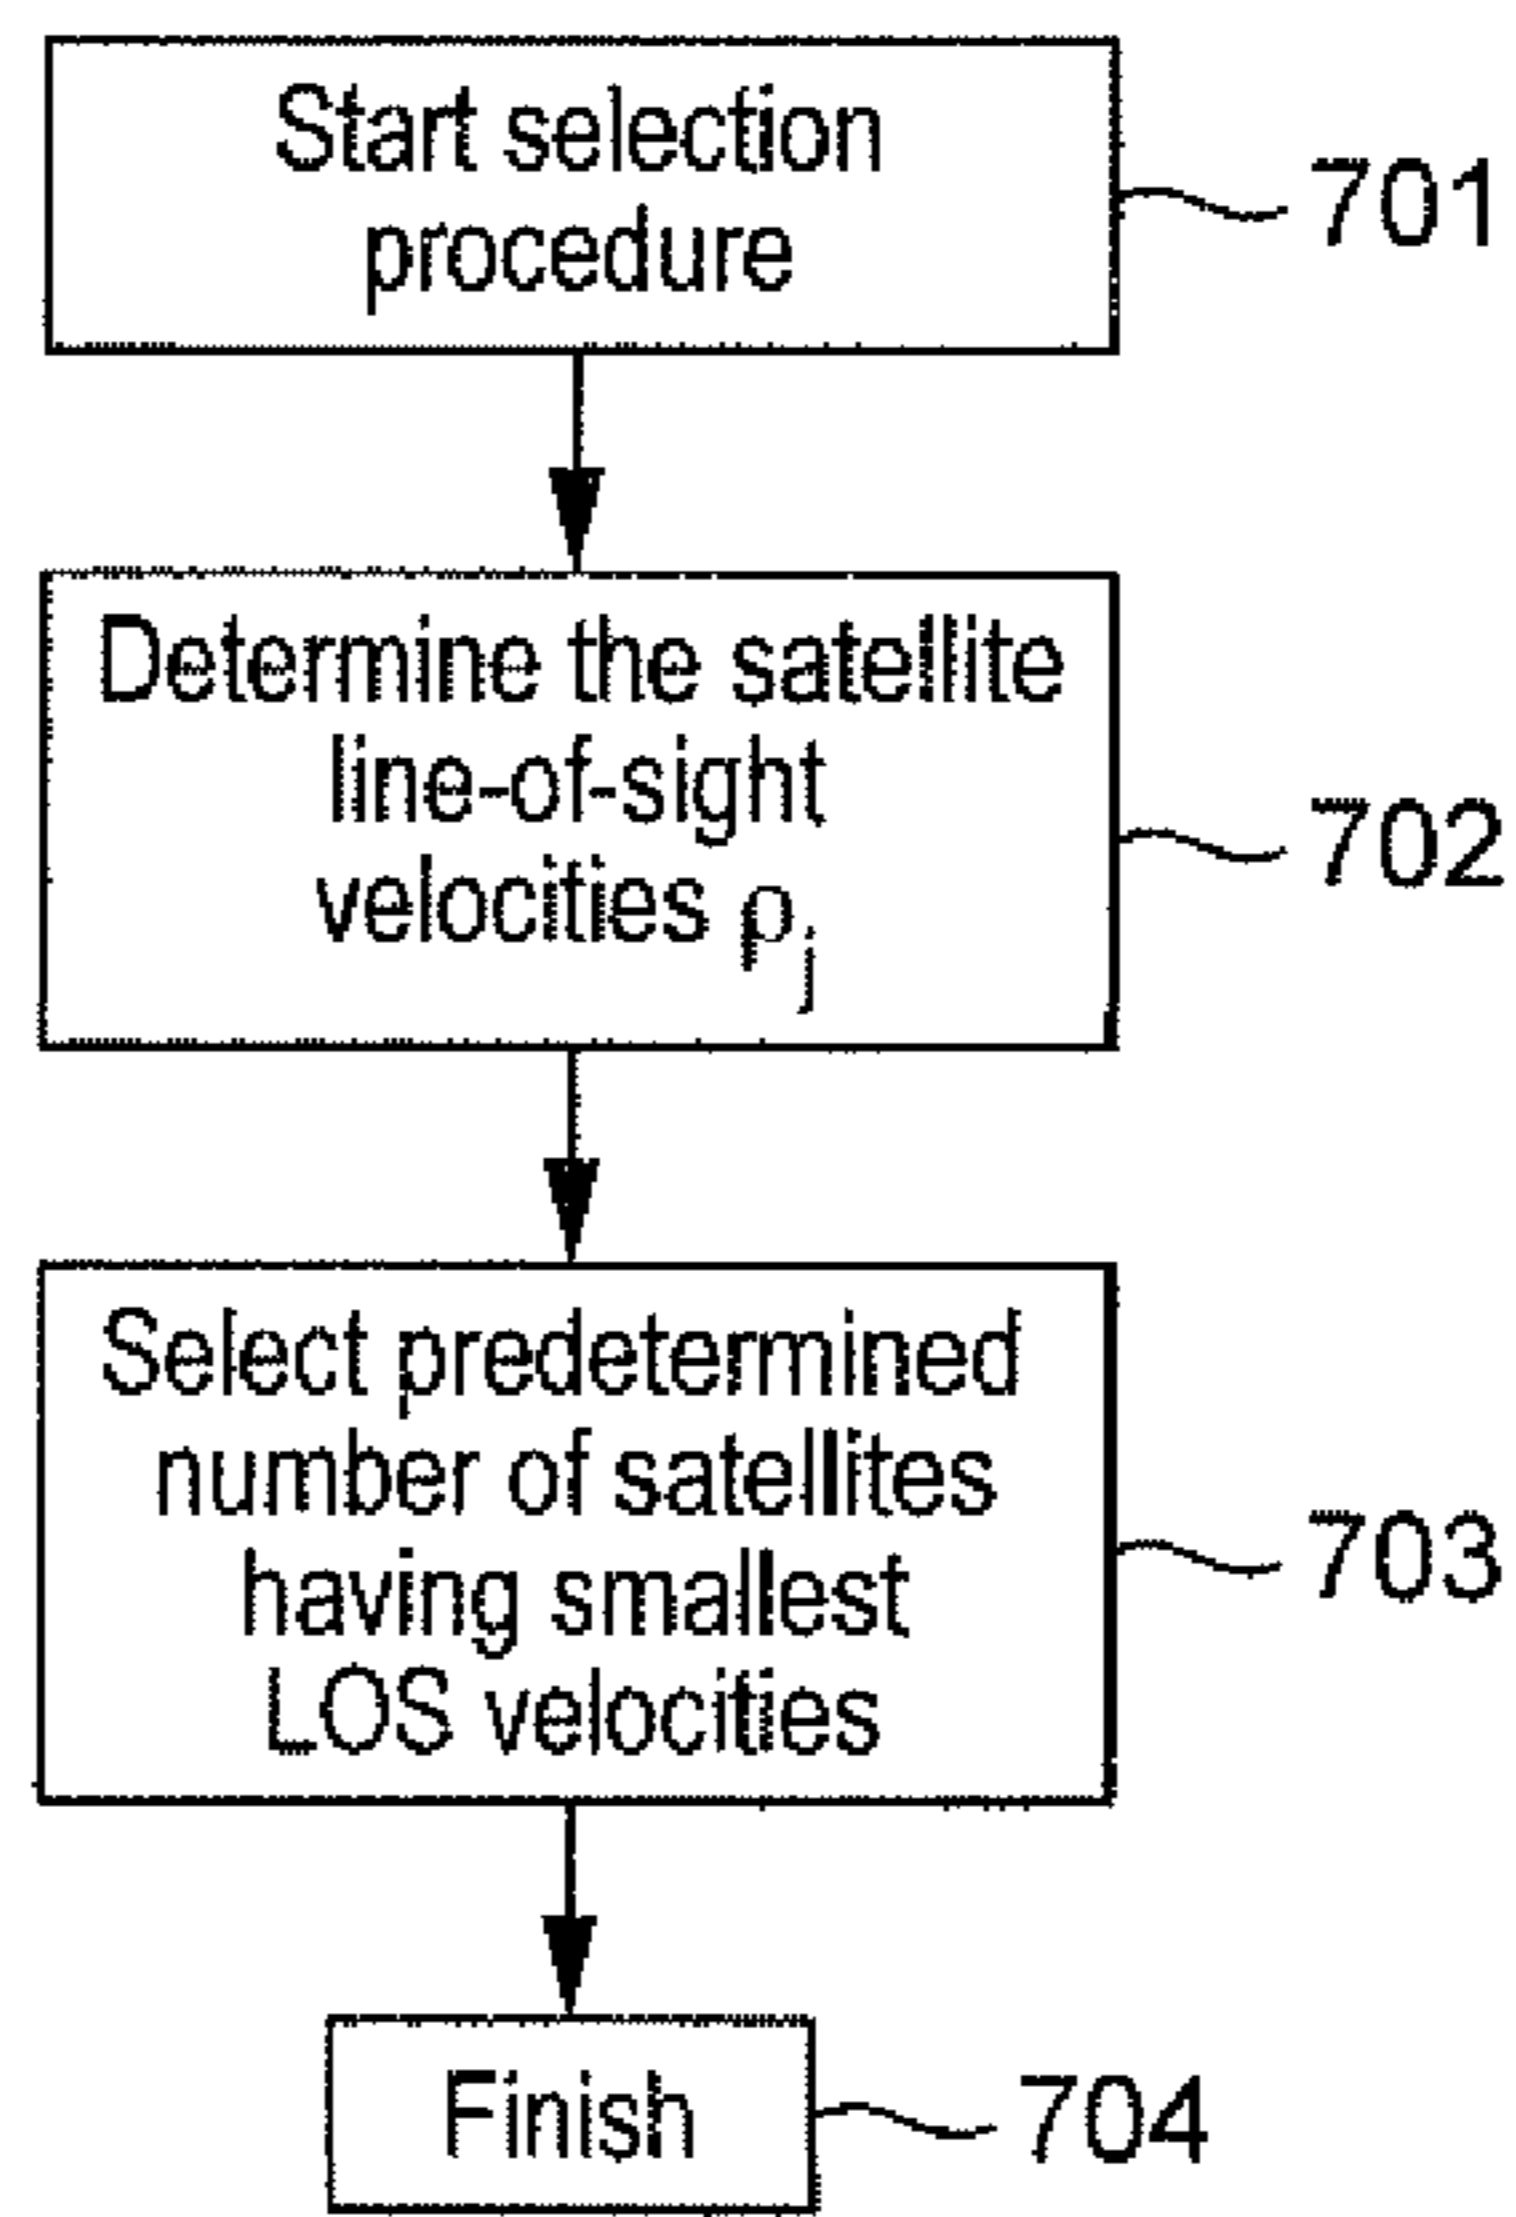 Start selection
procedure
701
Determine the satellite
line-of-sight
velocities ρj
702
Select predetermined
number of satellites
having smallest
LOS velocities
703
Finish
704